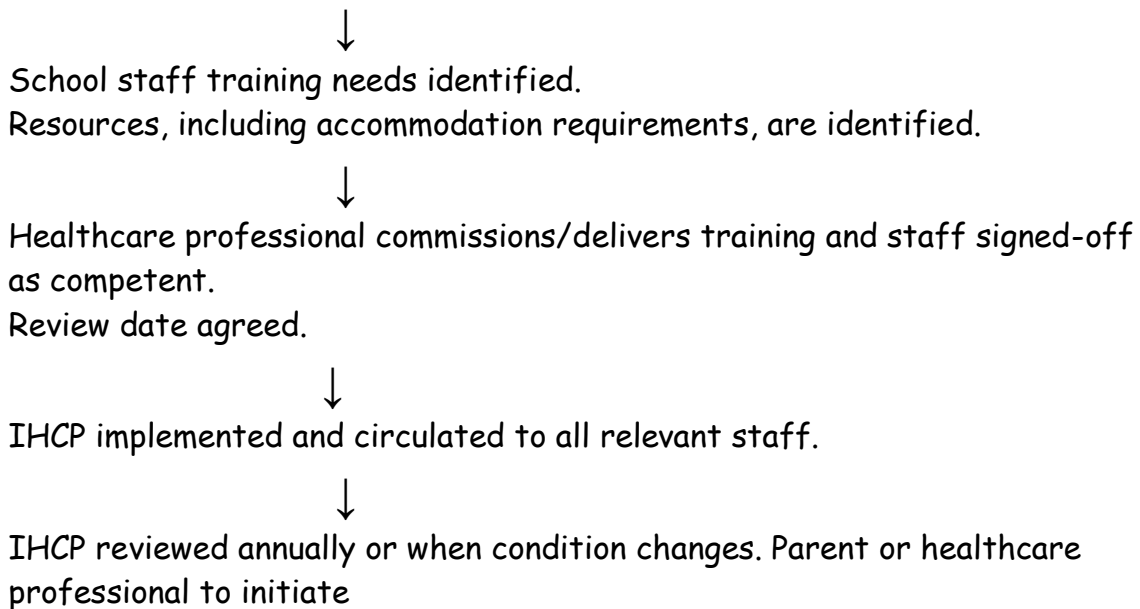 ↓
School staff training needs identified.
Resources, including accommodation requirements, are identified.
↓
Healthcare professional commissions/delivers training and staff signed-off
as competent.
Review date agreed.
↓
IHCP implemented and circulated to all relevant staff.
↓
IHCP reviewed annually or when condition changes. Parent or healthcare
professional to initiate